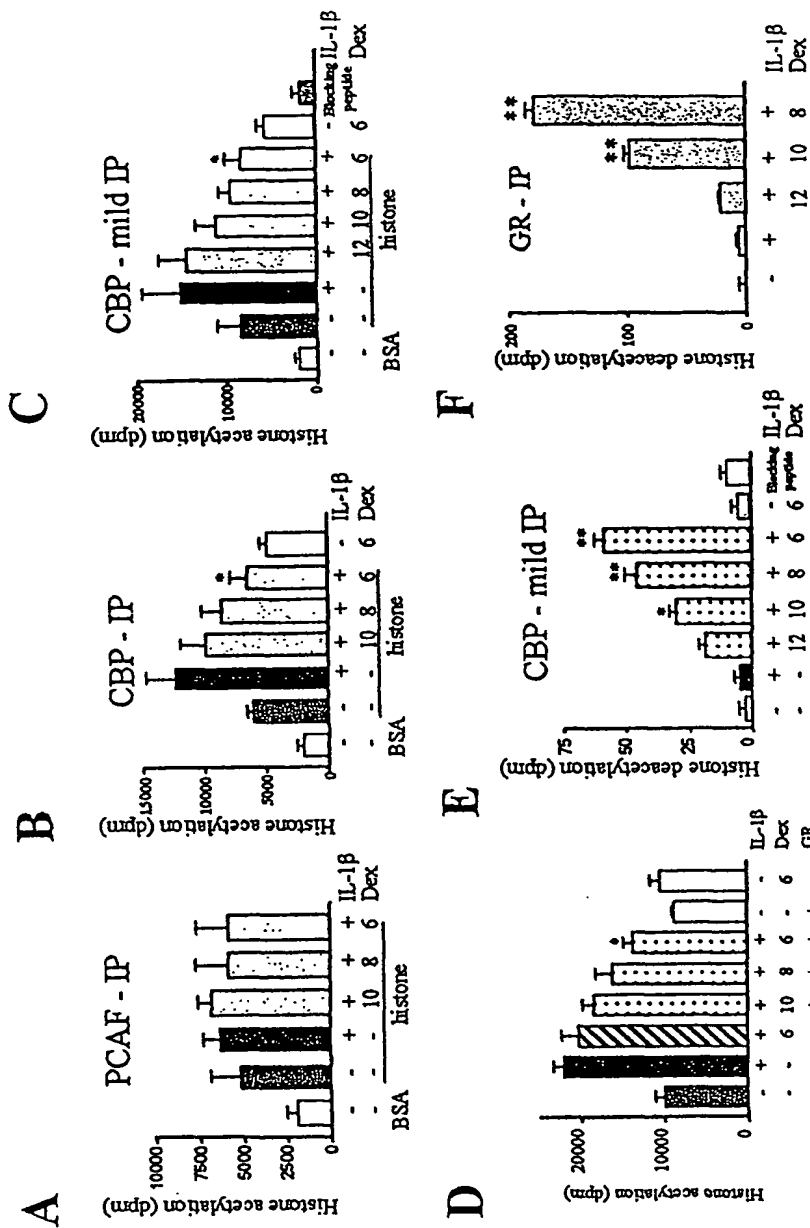 A
PCAF - IP
Histone acetylation (dpm)
10000
7500
5000
2500
0
- - + + + + IL-1β
- - - 10 8 6 Dex
BSA histone
B
CBP - IP
Histone acetylation (dpm)
15000
10000
5000
0
- - + + + + - IL-1β
- - - 10 8 6 6 Dex
BSA histone
C
CBP - mild IP
Histone acetylation (dpm)
20000
10000
0
*
- - + + + + + - Blocking peptide IL-1β
- - - 12 10 8 6 6 Dex
BSA histone
D
Histone acetylation (dpm)
20000
10000
0
*
- + + + + + - - IL-1β
- - 6 10 8 6 - 6 Dex
GR
E
CBP - mild IP
Histone deacetylation (dpm)
75
50
25
0
* ** **
- + + + + + - Blocking peptide IL-1β
- - 12 10 8 6 6 Dex
F
GR - IP
Histone deacetylation (dpm)
200
100
0
** **
- + + + + IL-1β
12 10 8 Dex